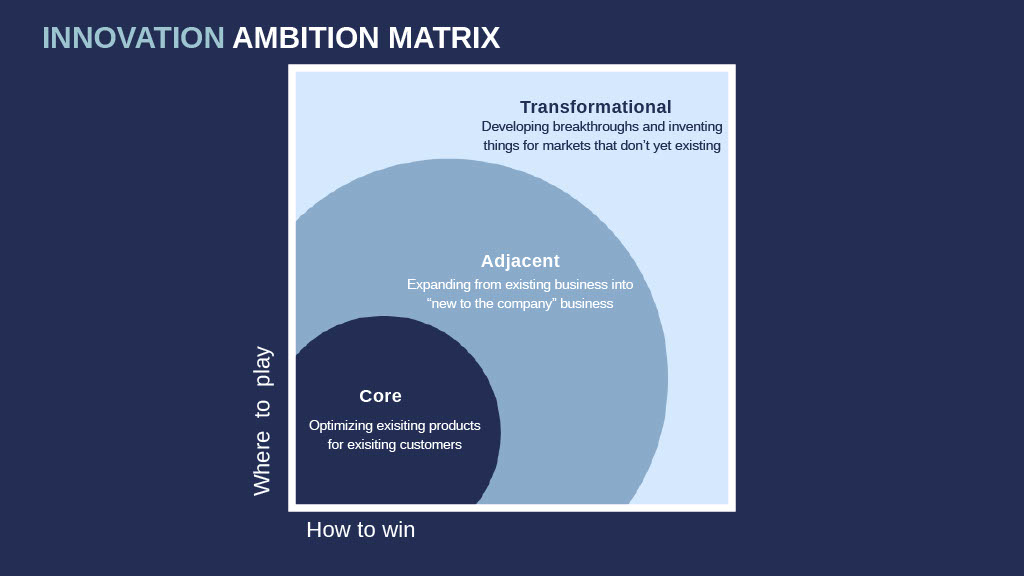 INNOVATION AMBITION MATRIX
Transformational
Developing breakthroughs and inventing
things for markets that don’t yet existing
Adjacent
Expanding from existing business into
“new to the company” business
Core
Optimizing exisiting products
for exisiting customers
Where to play
How to win